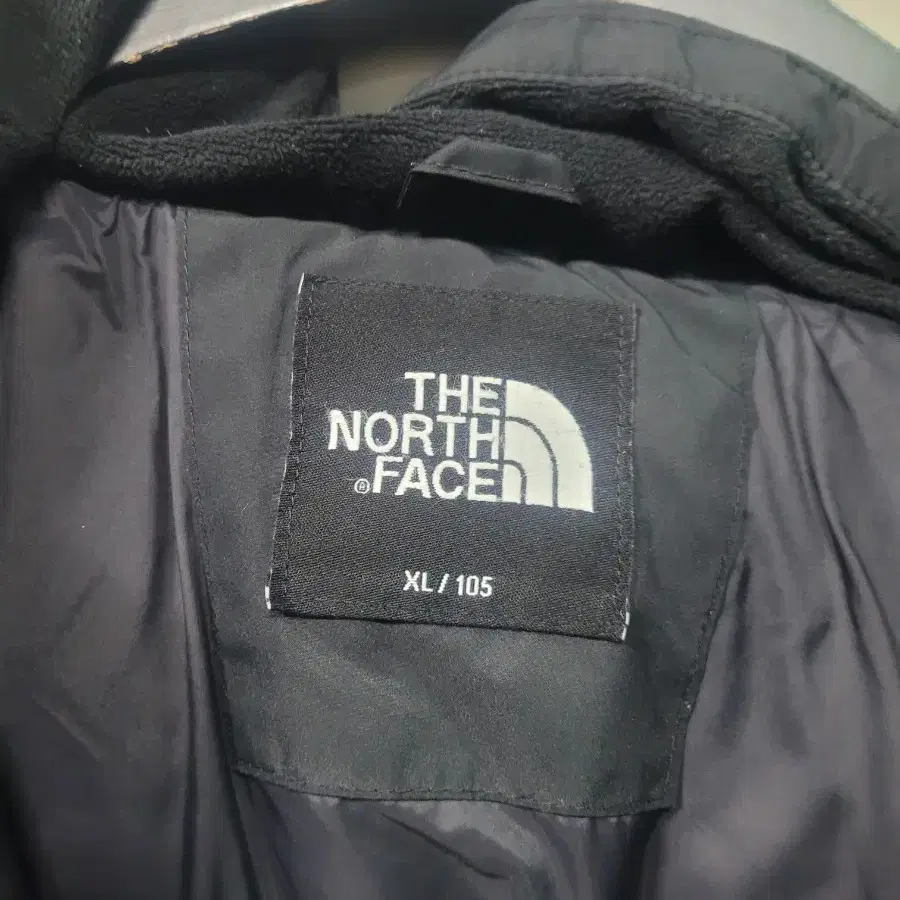 THE
NORTH
®FACE
XL / 105